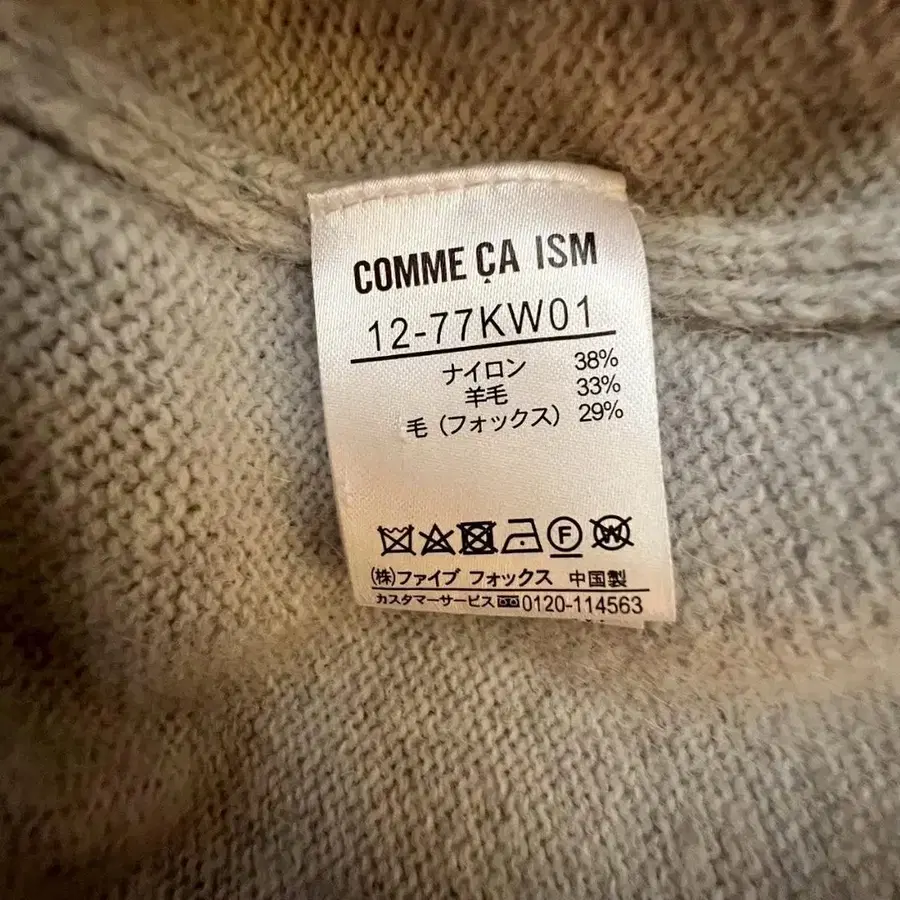 COMME ÇA ISM
12-77KW01
ナイロン 38%
羊毛 33%
毛(フォックス) 29%
F W
(株)ファイブ フォックス 中国製
カスタマーサービス 0120-114563